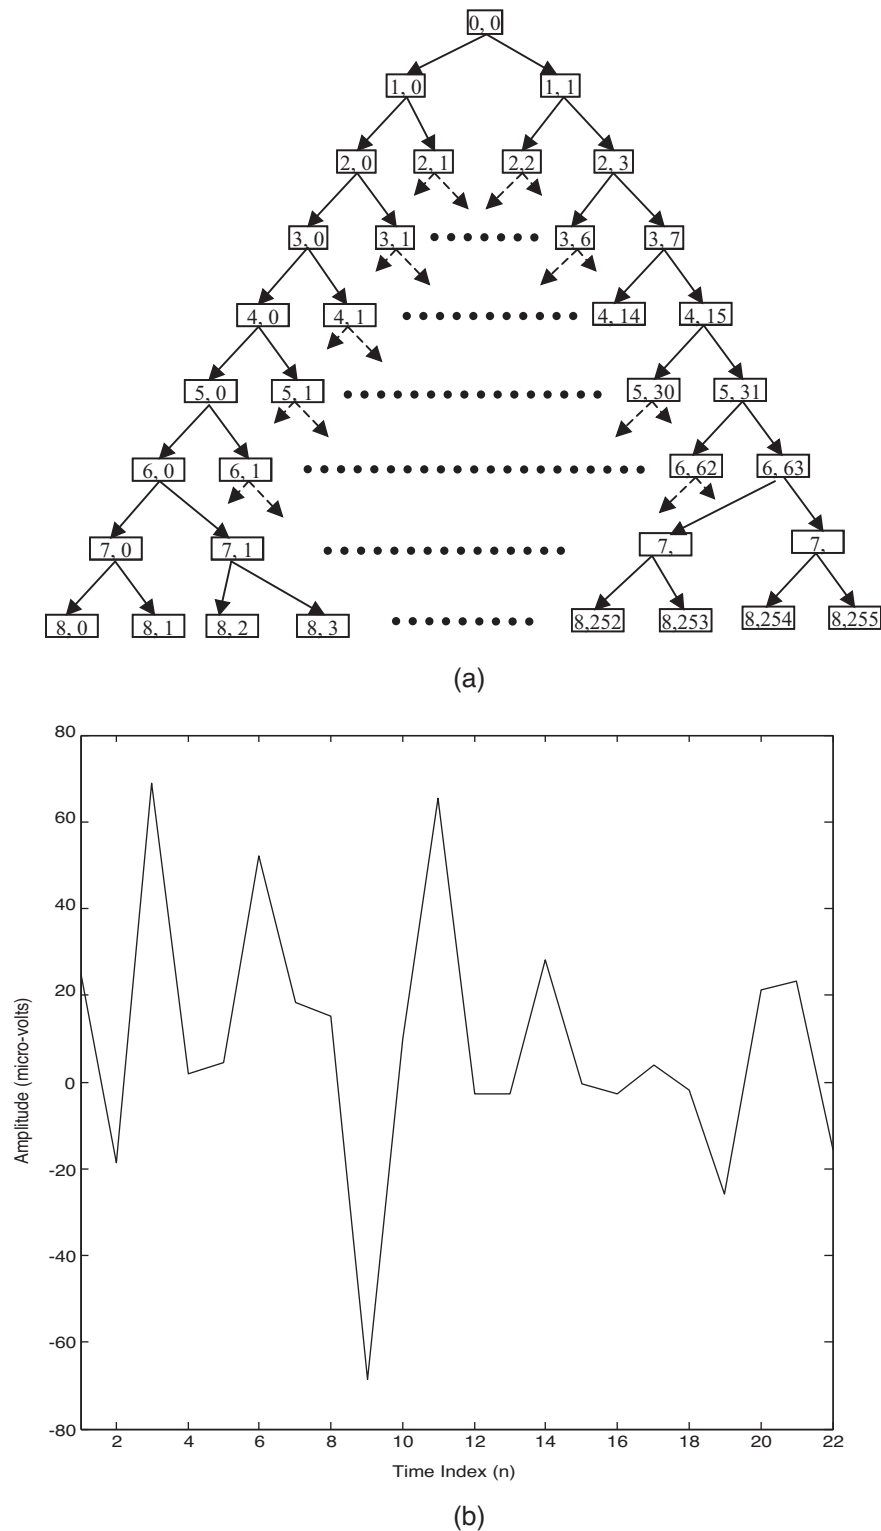 0, 0
1, 0 1, 1
2, 0 2, 1 2,2 2, 3
3, 0 3, 1 3, 6 3, 7
4, 0 4, 1 4, 14 4, 15
5, 0 5, 1 5, 30 5, 31
6, 0 6, 1 6, 62 6, 63
7, 0 7, 1 7, 7,
8, 0 8, 1 8, 2 8, 3 8,252 8,253 8,254 8,255
(a)
80
60
40
20
0
-20
-40
-60
-80
Amplitude (micro-volts)
2 4 6 8 10 12 14 16 18 20 22
Time Index (n)
(b)